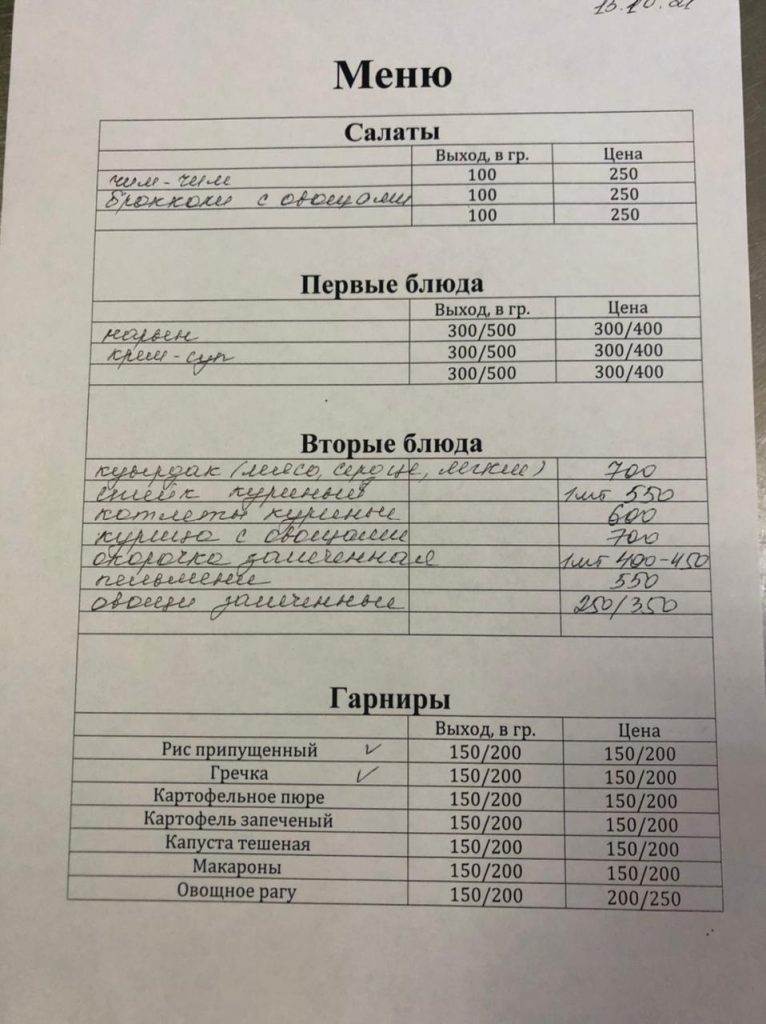 13.10.21
Меню
Салаты
Выход, в гр. Цена
чим-чим 100 250
брокколи с овощами 100 250
100 250
Первые блюда
Выход, в гр. Цена
нарын 300/500 300/400
крем-суп 300/500 300/400
300/500 300/400
Вторые блюда
куырдак (мясо, сердце, легкие) 700
стейк куриный 1шт 550
котлеты куриные 600
курица с овощами 700
окорочка запеченная 1шт 400-450
пельмени 550
овощи запеченные 250/350
Гарниры
Выход, в гр. Цена
Рис припущенный ✓ 150/200 150/200
Гречка ✓ 150/200 150/200
Картофельное пюре 150/200 150/200
Картофель запеченый 150/200 150/200
Капуста тешеная 150/200 150/200
Макароны 150/200 150/200
Овощное рагу 150/200 200/250